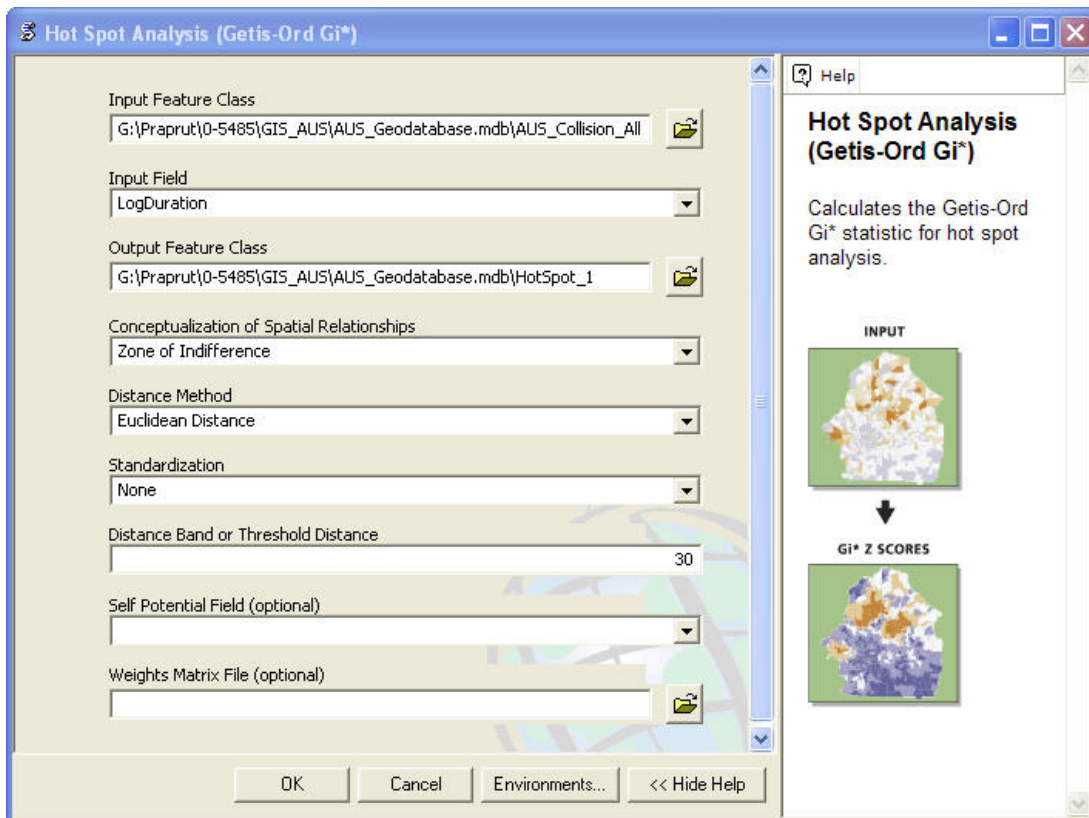 Hot Spot Analysis (Getis-Ord Gi*)
Input Feature Class
G:\Praprut\0-5485\GIS_AUS\AUS_Geodatabase.mdb\AUS_Collision_All
Input Field
LogDuration
Output Feature Class
G:\Praprut\0-5485\GIS_AUS\AUS_Geodatabase.mdb\HotSpot_1
Conceptualization of Spatial Relationships
Zone of Indifference
Distance Method
Euclidean Distance
Standardization
None
Distance Band or Threshold Distance
30
Self Potential Field (optional)
Weights Matrix File (optional)
OK
Cancel
Environments...
<< Hide Help
Help
Hot Spot Analysis
(Getis-Ord Gi*)
Calculates the Getis-Ord
Gi* statistic for hot spot
analysis.
INPUT
Gi* Z SCORES